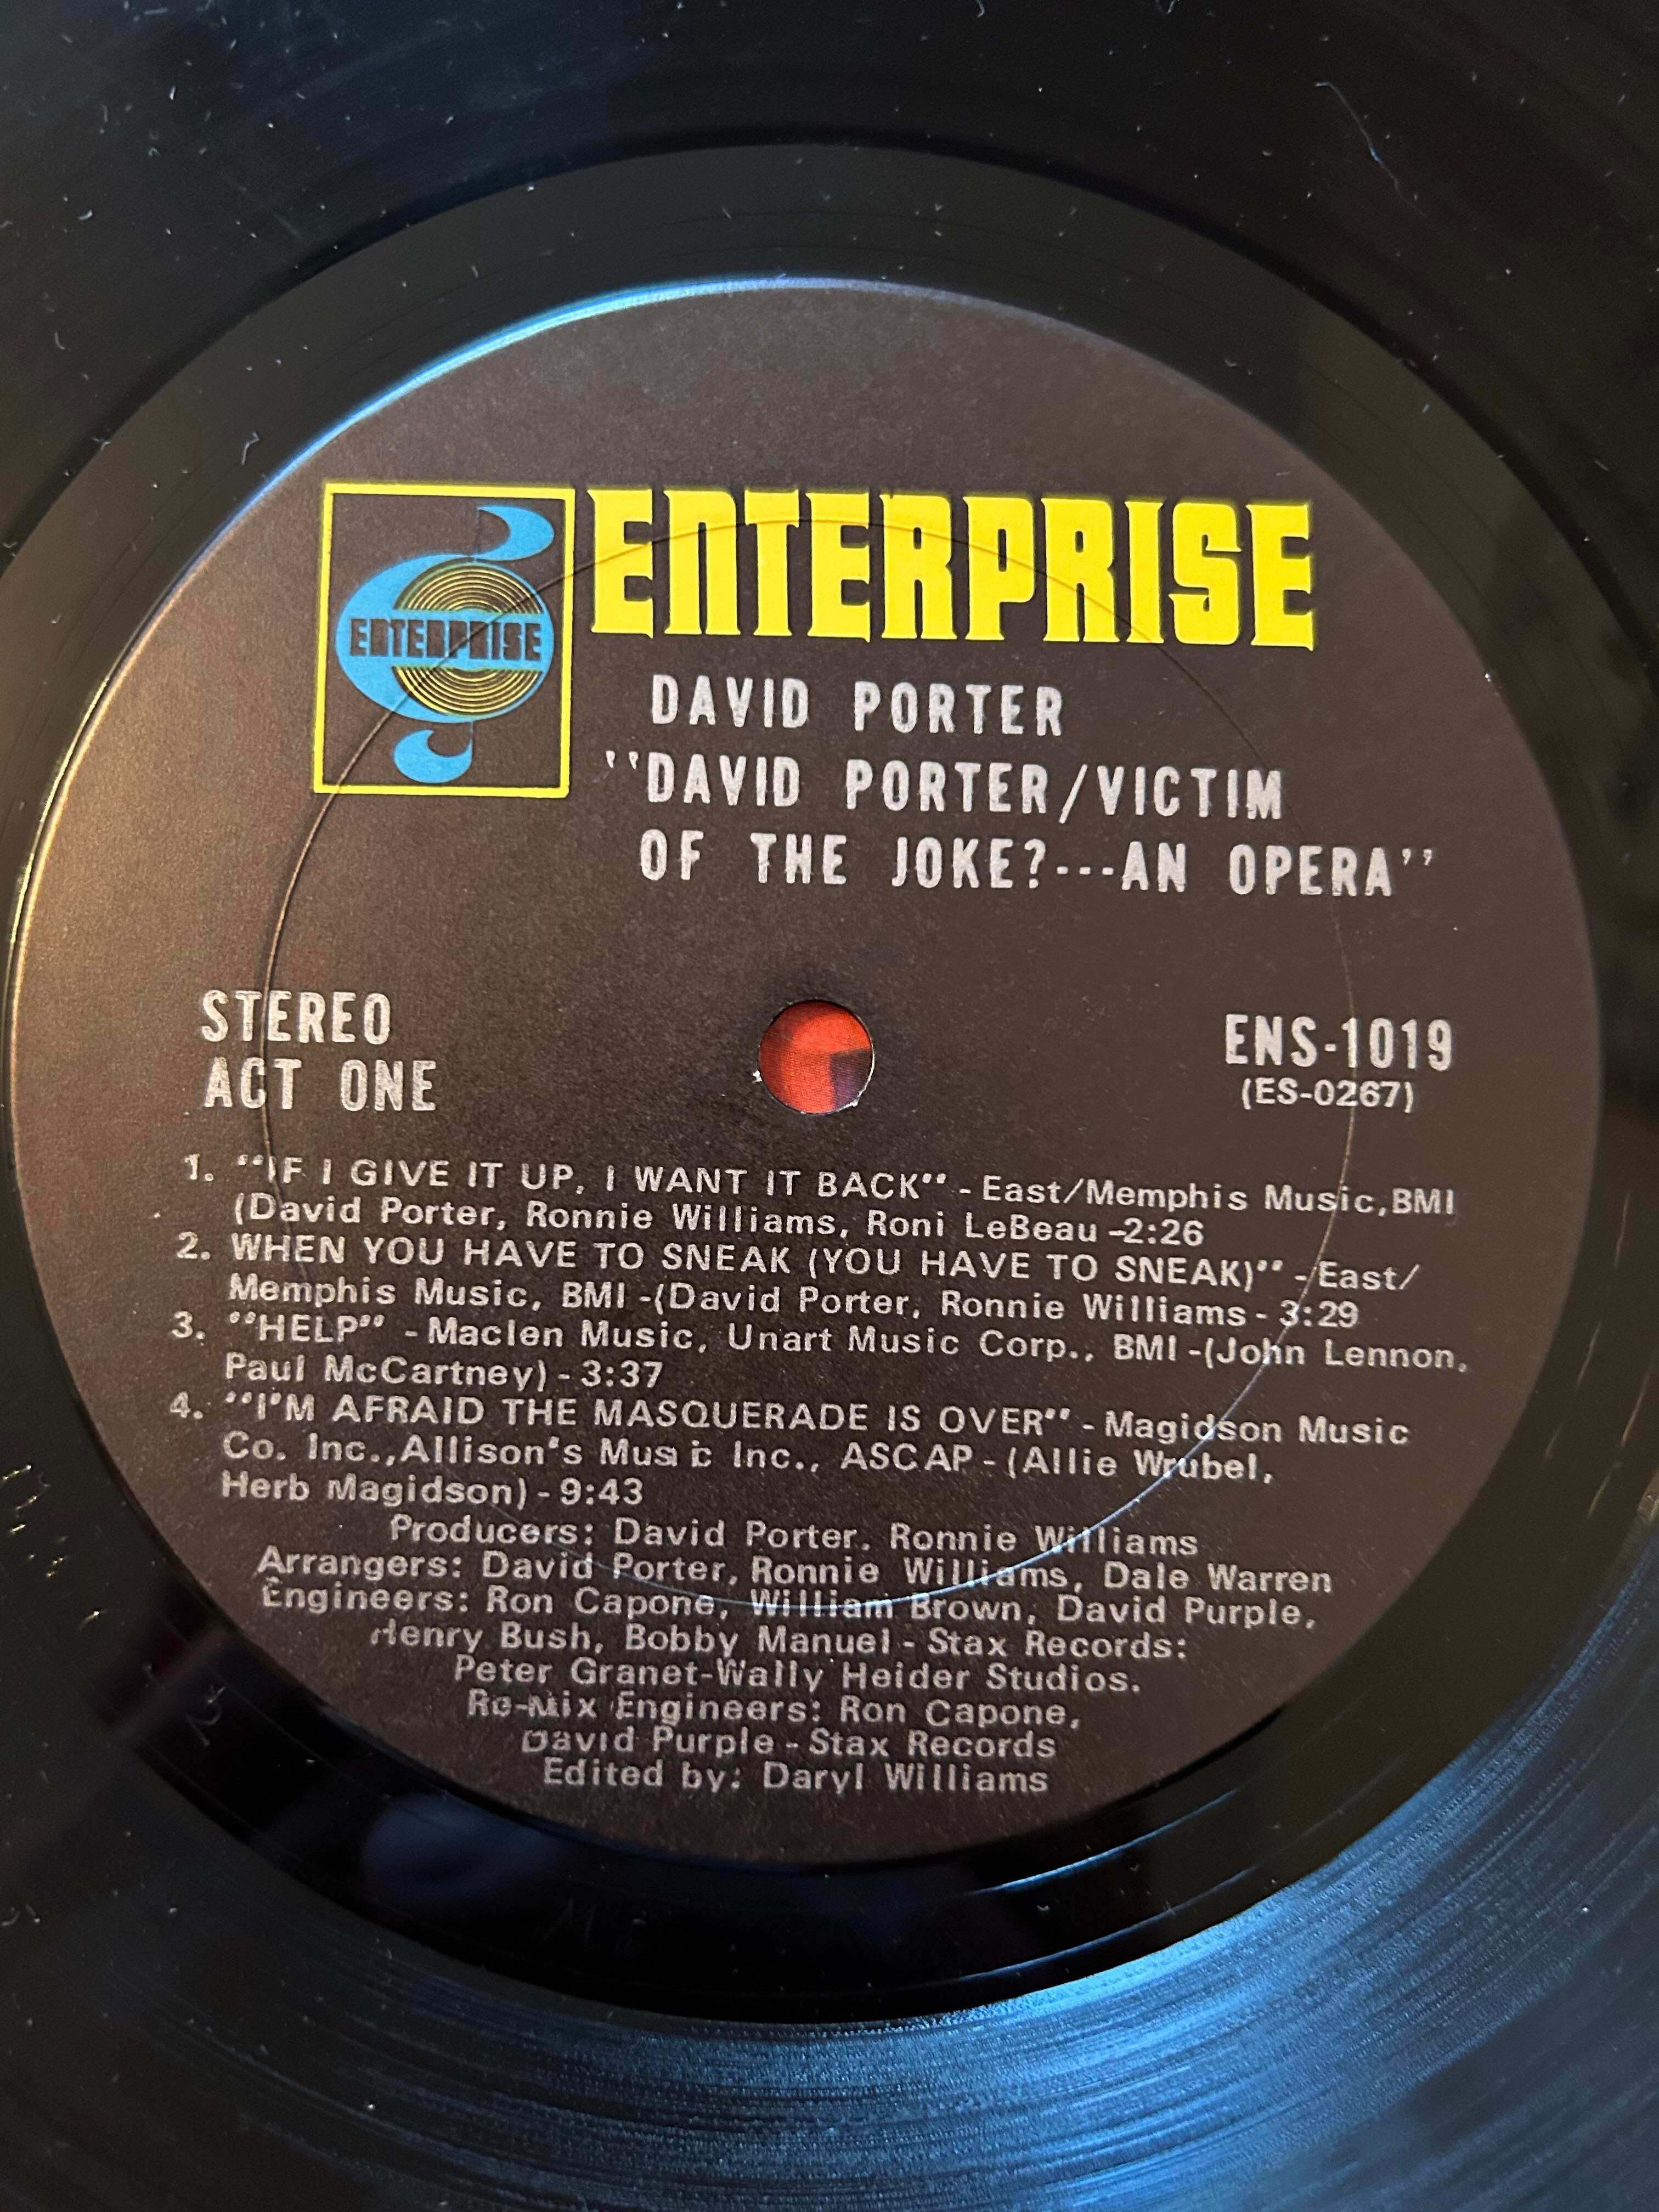 ENTERPRISE
ENTERPRISE
DAVID PORTER
"DAVID PORTER/VICTIM
OF THE JOKE?---AN OPERA"
STEREO
ACT ONE
ENS-1019
(ES-0267)
1. "IF I GIVE IT UP, I WANT IT BACK" - East/Memphis Music, BMI
(David Porter, Ronnie Williams, Roni LeBeau -2:26
2. WHEN YOU HAVE TO SNEAK (YOU HAVE TO SNEAK)" - East/
Memphis Music, BMI -(David Porter, Ronnie Williams - 3:29
3. "HELP" - Maclen Music, Unart Music Corp., BMI -(John Lennon,
Paul McCartney) - 3:37
4. "I'M AFRAID THE MASQUERADE IS OVER" - Magidson Music
Co. Inc., Allison's Music Inc., ASCAP - (Allie Wrubel,
Herb Magidson) - 9:43
Producers: David Porter, Ronnie Williams
Arrangers: David Porter, Ronnie Williams, Dale Warren
Engineers: Ron Capone, William Brown, David Purple,
Henry Bush, Bobby Manuel - Stax Records:
Peter Granet-Wally Heider Studios.
Re-Mix Engineers: Ron Capone,
David Purple - Stax Records
Edited by: Daryl Williams